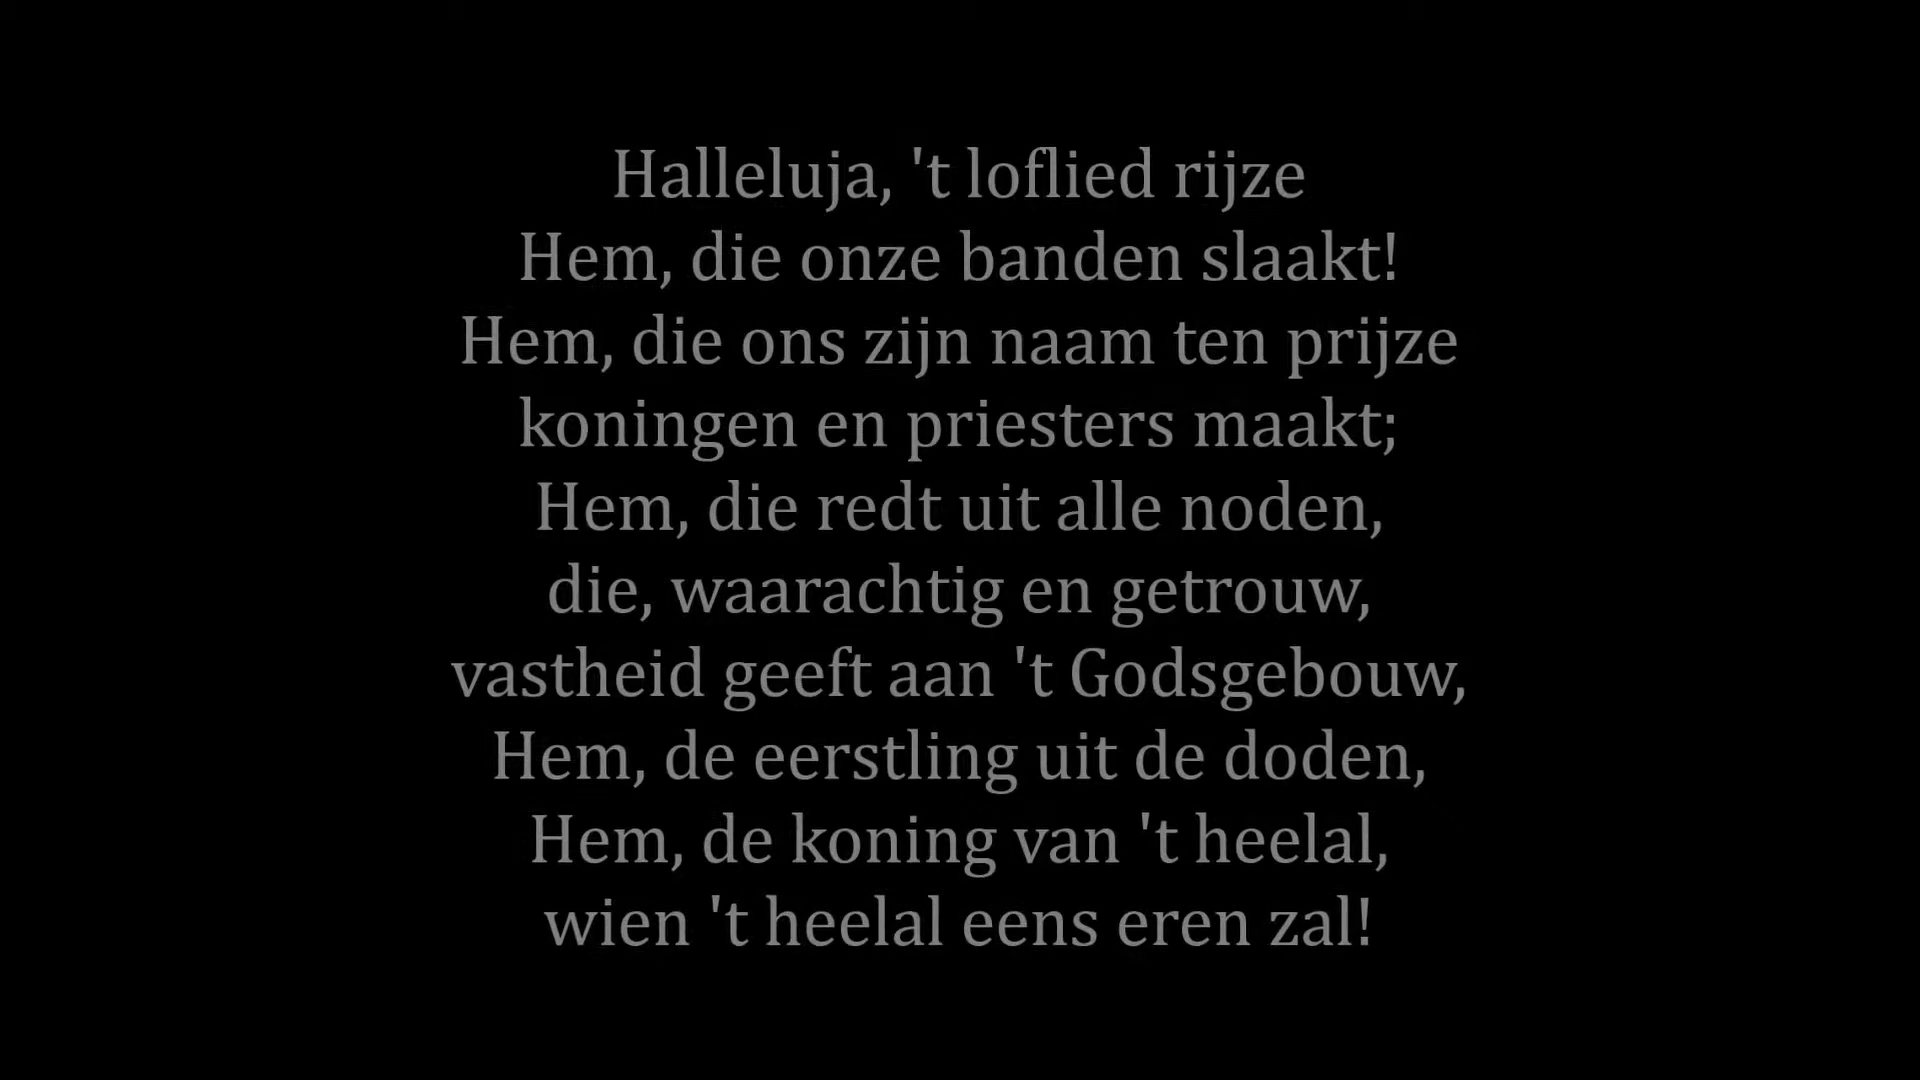 Halleluja, 't loflied rijze
Hem, die onze banden slaakt!
Hem, die ons zijn naam ten prijze
koningen en priesters maakt;
Hem, die redt uit alle noden,
die, waarachtig en getrouw,
vastheid geeft aan 't Godsgebouw,
Hem, de eerstling uit de doden,
Hem, de koning van 't heelal,
wien 't heelal eens eren zal!